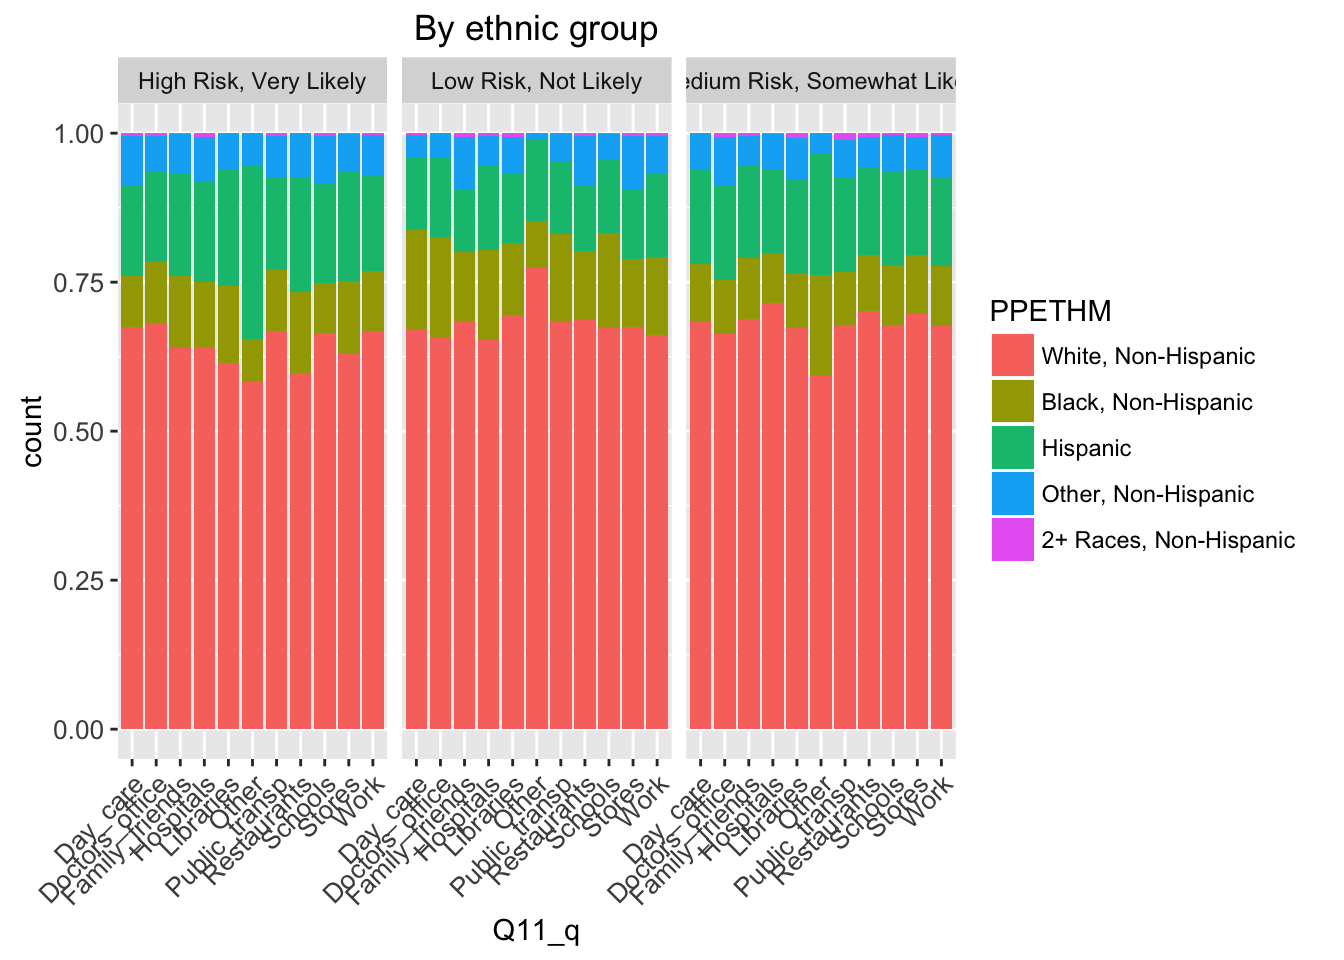 By ethnic group
High Risk, Very Likely
Low Risk, Not Likely
edium Risk, Somewhat Like
1.00
0.75
0.50
0.25
0.00
count
Day_care
Doctors_office
Family_friends
Hospitals
Libraries
Other
Public_transp
Restaurants
Schools
Stores
Work
Day_care
Doctors_office
Family_friends
Hospitals
Libraries
Other
Public_transp
Restaurants
Schools
Stores
Work
Day_care
Doctors_office
Family_friends
Hospitals
Libraries
Other
Public_transp
Restaurants
Schools
Stores
Work
Q11_q
PPETHM
White, Non-Hispanic
Black, Non-Hispanic
Hispanic
Other, Non-Hispanic
2+ Races, Non-Hispanic